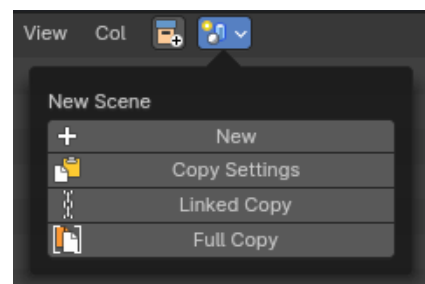 View Col
New Scene
New
Copy Settings
Linked Copy
Full Copy